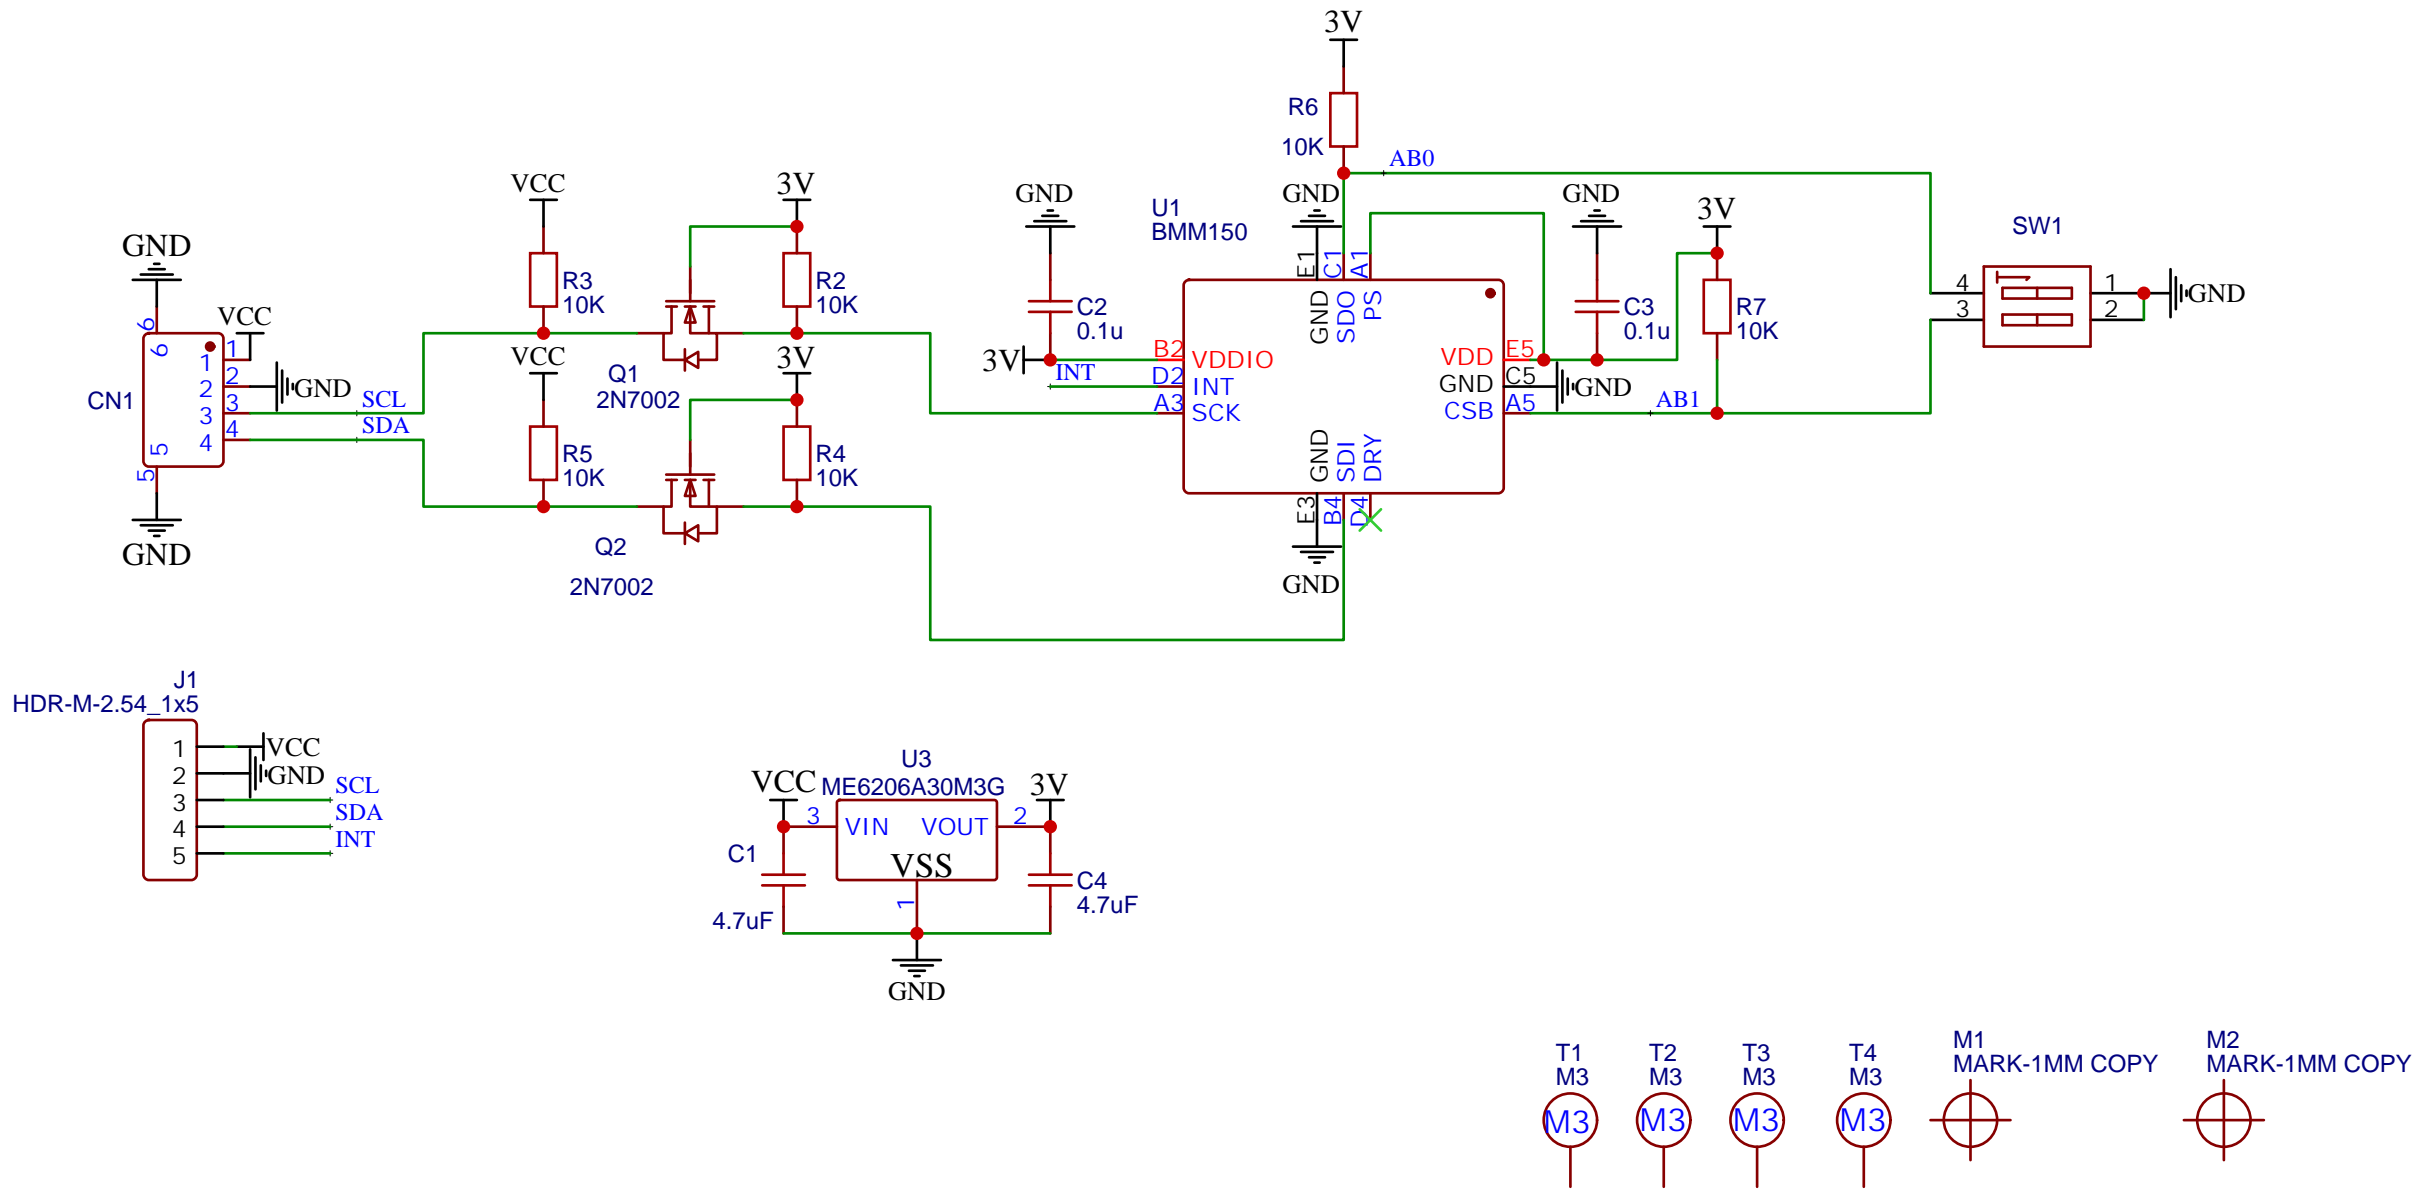 3V
R6
10K
AB0
VCC
3V
GND
GND
GND
3V
U1
BMM150
SW1
GND
6
6
VCC
R3
10K
R2
10K
E1
C1
A1
GND
SDO
PS
C2
0.1u
C3
0.1u
R7
10K
4
3
1
2
GND
CN1
1
1
2
2
GND
3
3
SCL
4
4
SDA
5
5
GND
VCC
3V
Q1
2N7002
3V
B2
VDDIO
INT
D2
INT
A3
SCK
VDD
E5
GND
C5
GND
CSB
A5
AB1
R5
10K
R4
10K
Q2
2N7002
GND
SDI
DRY
E3
B4
D4
GND
J1
HDR-M-2.54_1x5
1
VCC
2
GND
3
SCL
4
SDA
5
INT
U3
ME6206A30M3G
VCC
3V
3
VIN
VOUT
2
VSS
1
C1
4.7uF
C4
4.7uF
GND
T1
M3
M3
T2
M3
M3
T3
M3
M3
T4
M3
M3
M1
MARK-1MM COPY
M2
MARK-1MM COPY